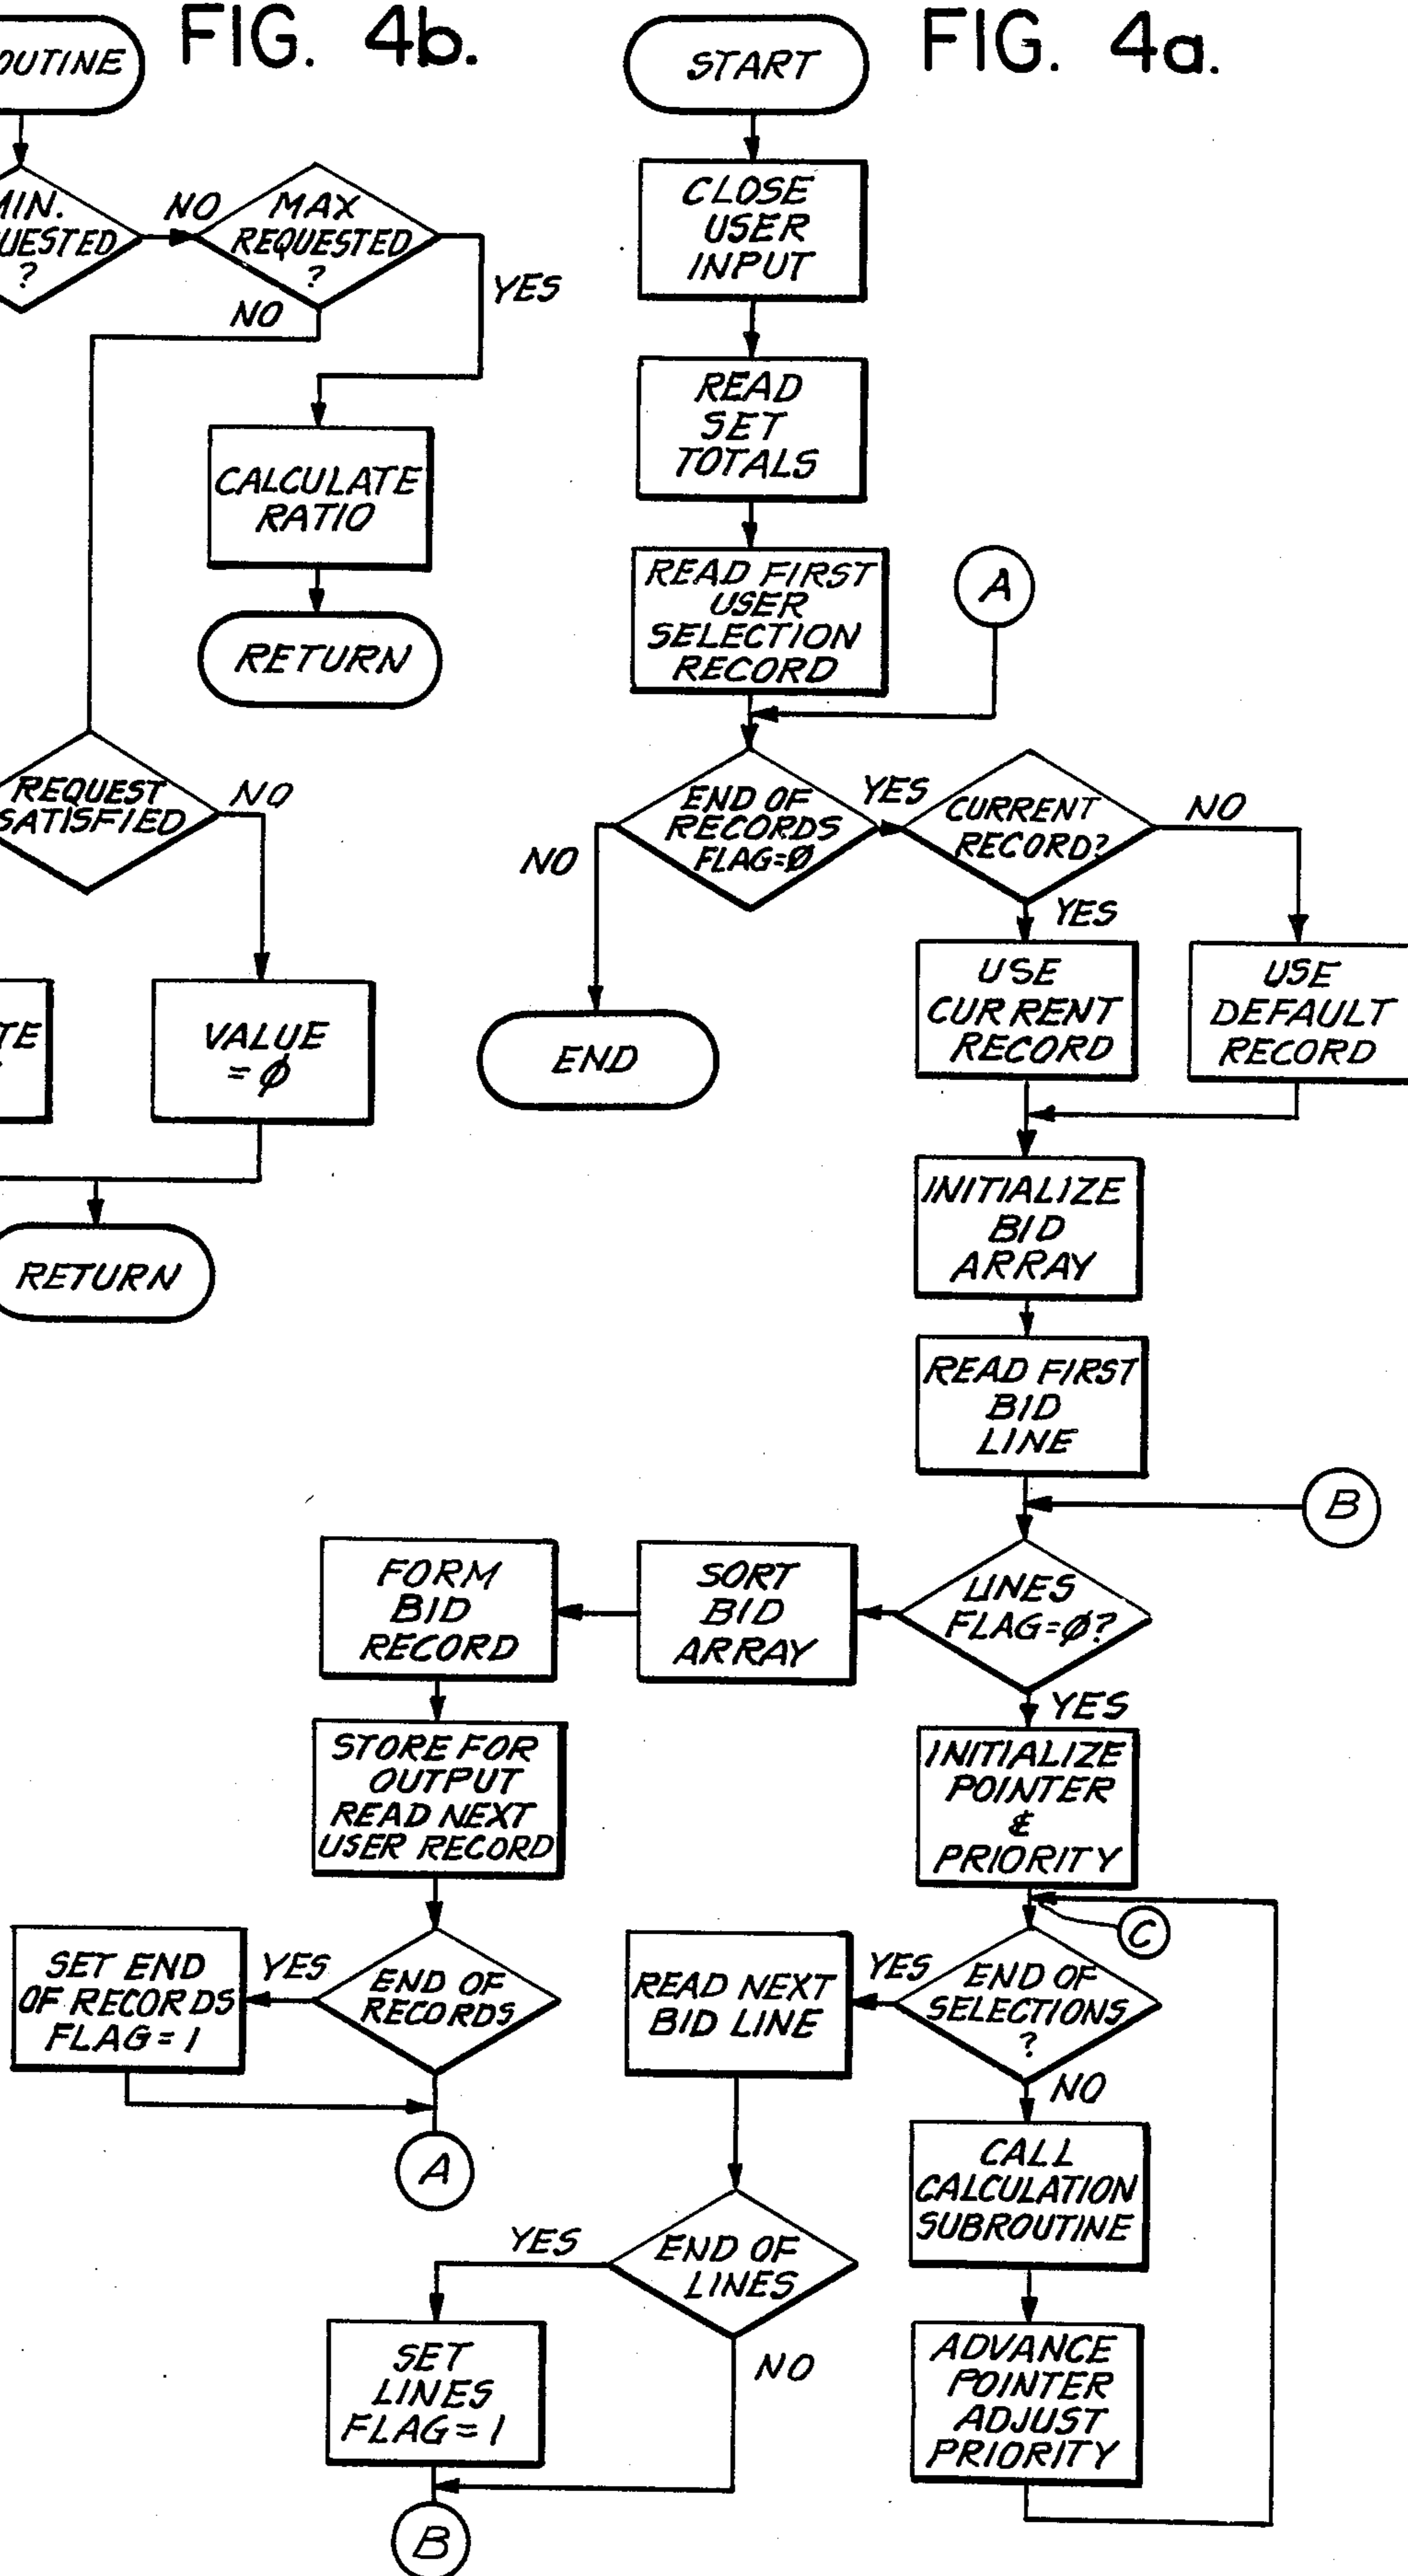 FIG. 4b.
OUTINE
MIN.
UESTED
?
NO
MAX
REQUESTED
?
YES
NO
CALCULATE
RATIO
RETURN
REQUEST
SATISFIED
NO
TE
VALUE
=ø
RETURN
FIG. 4a.
START
CLOSE
USER
INPUT
READ
SET
TOTALS
READ FIRST
USER
SELECTION
RECORD
A
END OF
RECORDS
FLAG=Ø
YES
NO
CURRENT
RECORD?
NO
YES
END
USE
CURRENT
RECORD
USE
DEFAULT
RECORD
INITIALIZE
BID
ARRAY
READ FIRST
BID
LINE
B
LINES
FLAG=Ø?
SORT
BID
ARRAY
FORM
BID
RECORD
YES
STORE FOR
OUTPUT
READ NEXT
USER RECORD
INITIALIZE
POINTER
&
PRIORITY
C
END OF
RECORDS
YES
SET END
OF RECORDS
FLAG=1
A
END OF
SELECTIONS
?
YES
READ NEXT
BID LINE
NO
CALL
CALCULATION
SUBROUTINE
END OF
LINES
YES
NO
SET
LINES
FLAG=1
ADVANCE
POINTER
ADJUST
PRIORITY
B